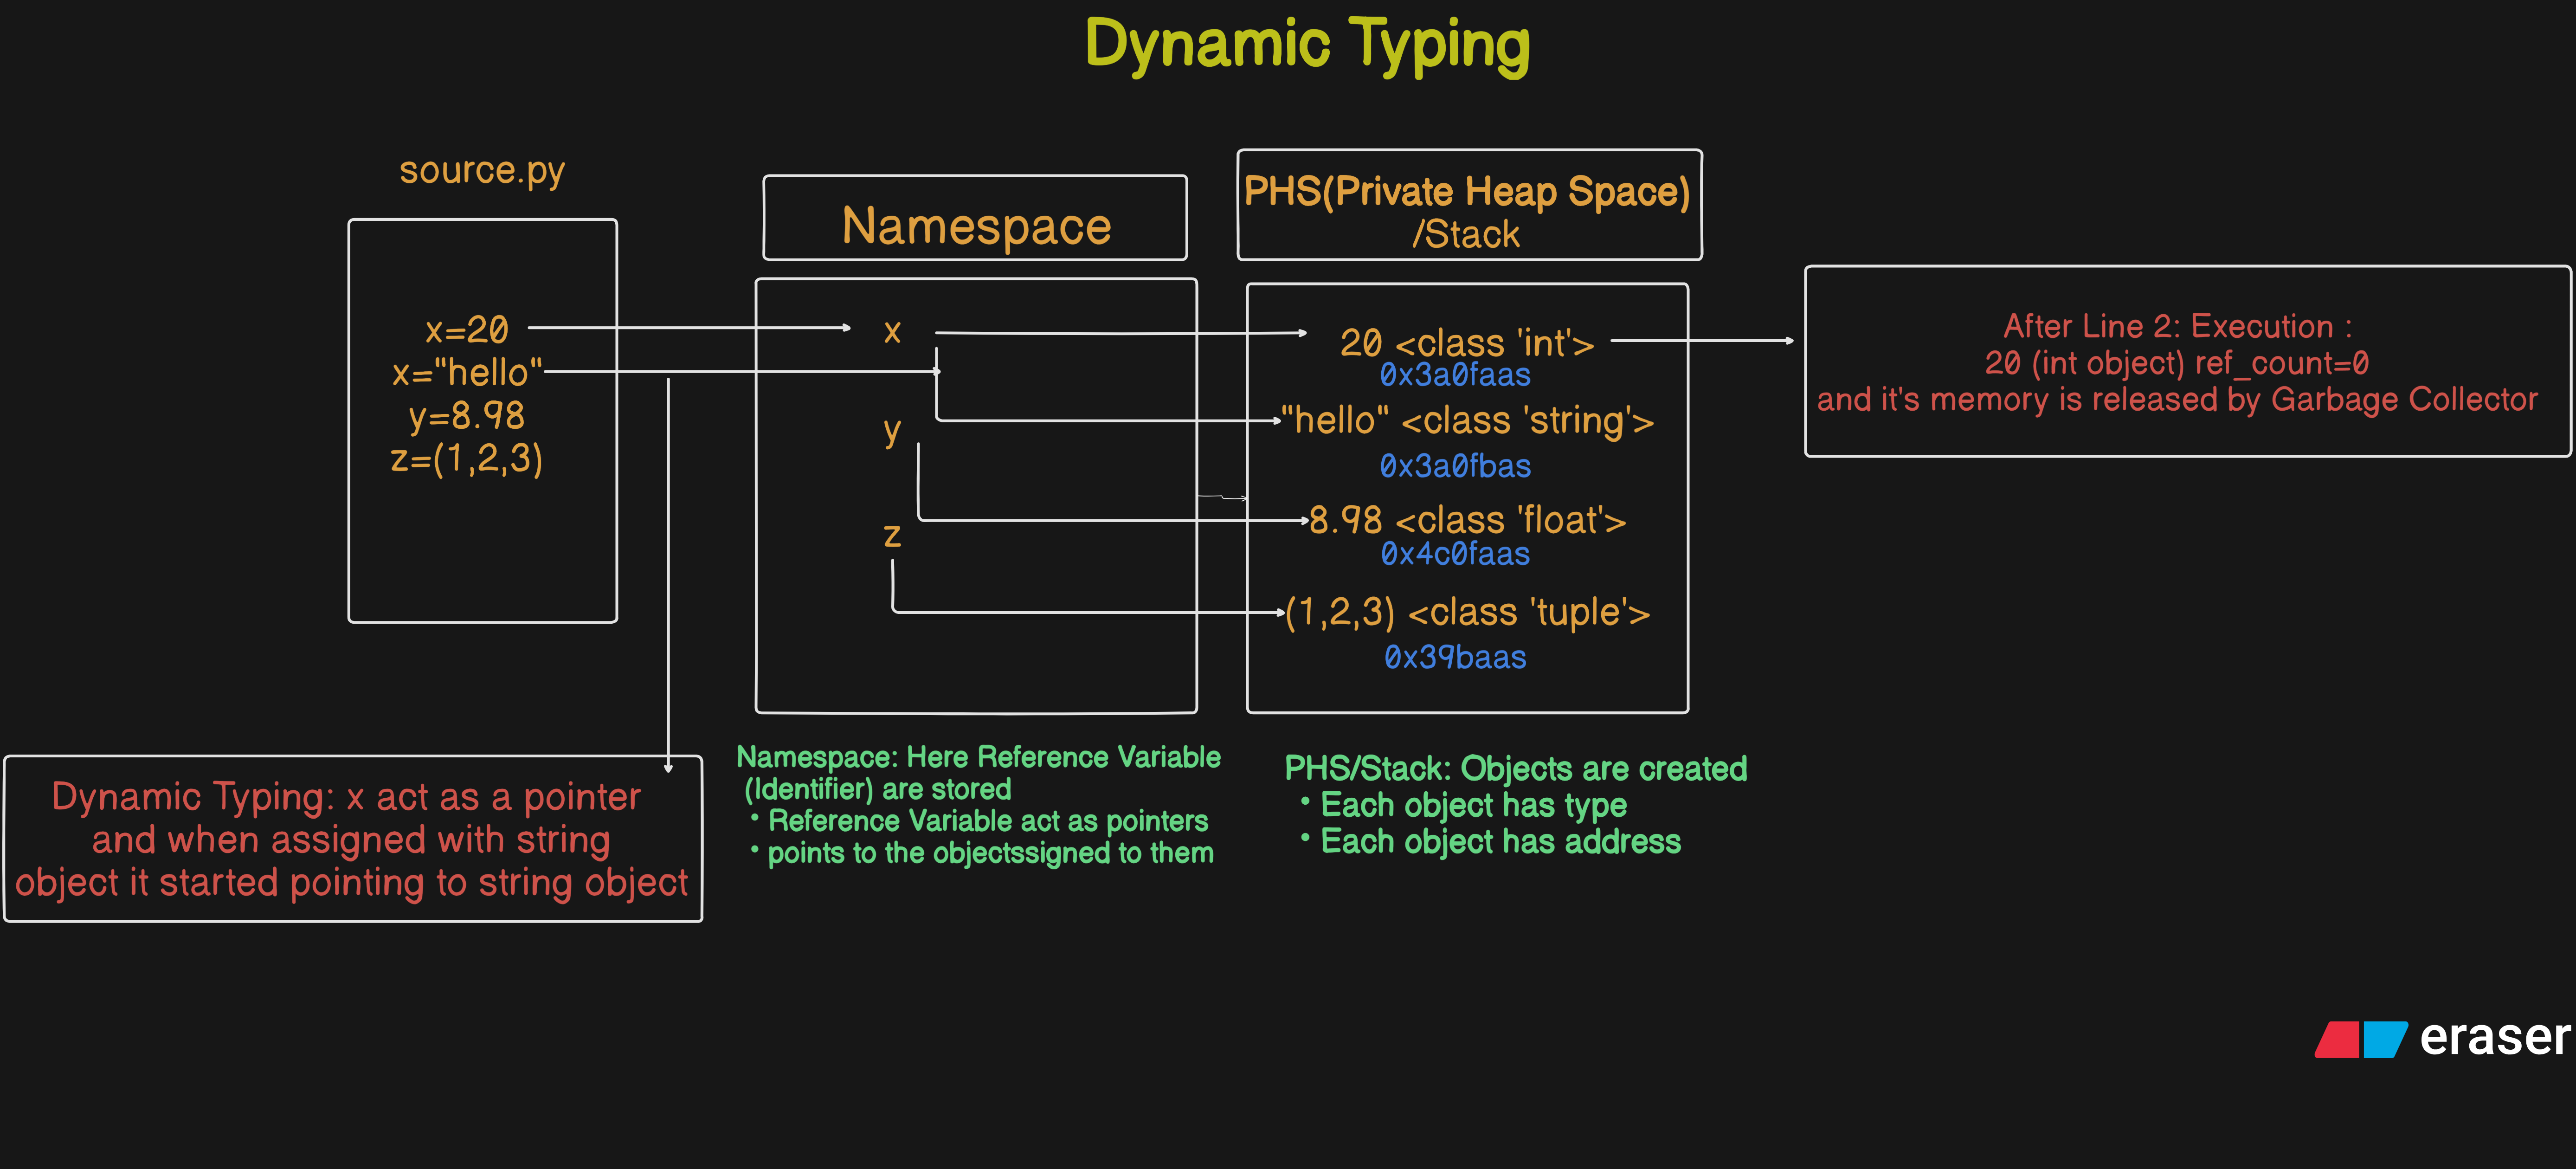 Dynamic Typing
source.py
x=20
x="hello"
y=8.98
z=(1,2,3)
Namespace
x
y
z
PHS(Private Heap Space)
/Stack
20 <class 'int'>
0x3a0faas
"hello" <class 'string'>
0x3a0fbas
8.98 <class 'float'>
0x4c0faas
(1,2,3) <class 'tuple'>
0x39baas
After Line 2: Execution :
20 (int object) ref_count=0
and it's memory is released by Garbage Collector
Dynamic Typing: x act as a pointer
and when assigned with string
object it started pointing to string object
Namespace: Here Reference Variable
(Identifier) are stored
• Reference Variable act as pointers
• points to the objectssigned to them
PHS/Stack: Objects are created
• Each object has type
• Each object has address
eraser